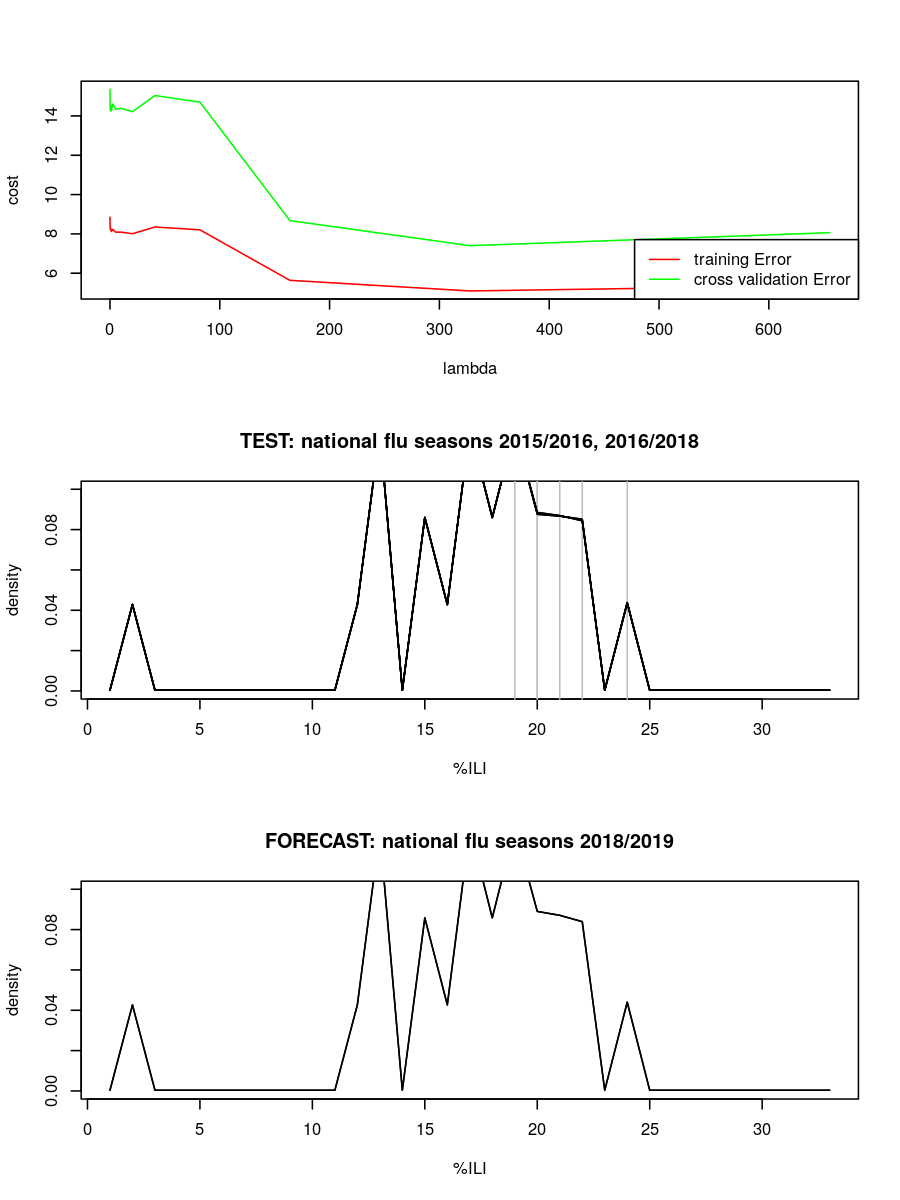 cost
14
12
10
8
6
training Error
cross validation Error
0 100 200 300 400 500 600
lambda
TEST: national flu seasons 2015/2016, 2016/2018
density
0.08
0.04
0.00
0 5 10 15 20 25 30
%ILI
FORECAST: national flu seasons 2018/2019
density
0.08
0.04
0.00
0 5 10 15 20 25 30
%ILI